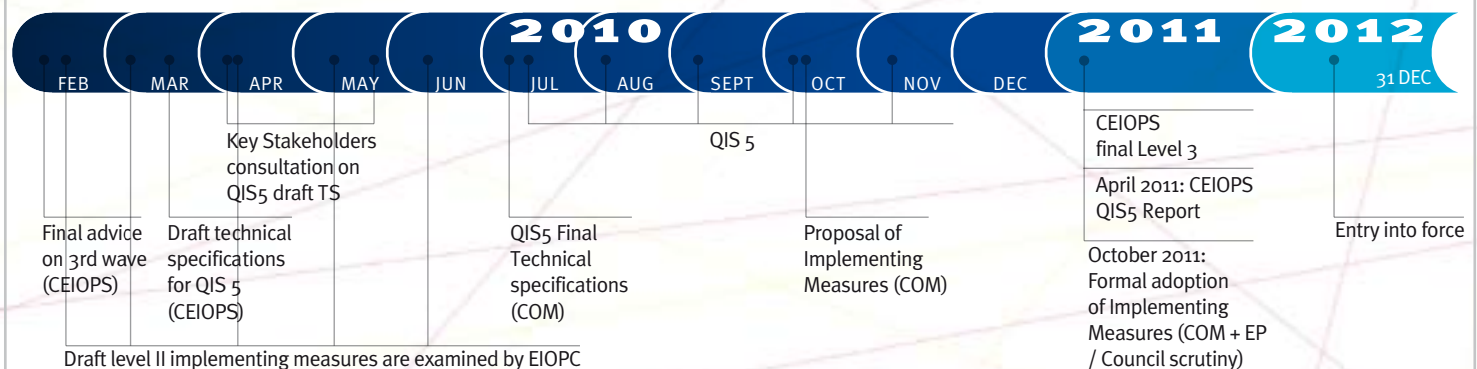 2010
2011
2012
FEB
MAR
APR
MAY
JUN
JUL
AUG
SEPT
OCT
NOV
DEC
31 DEC
Key Stakeholders
consultation on
QIS5 draft TS
QIS 5
CEIOPS
final Level 3
April 2011: CEIOPS
QIS5 Report
Final advice
on 3rd wave
(CEIOPS)
Draft technical
specifications
for QIS 5
(CEIOPS)
QIS5 Final
Technical
specifications
(COM)
Proposal of
Implementing
Measures (COM)
October 2011:
Formal adoption
of Implementing
Measures (COM + EP
/ Council scrutiny)
Entry into force
Draft level II implementing measures are examined by EIOPC